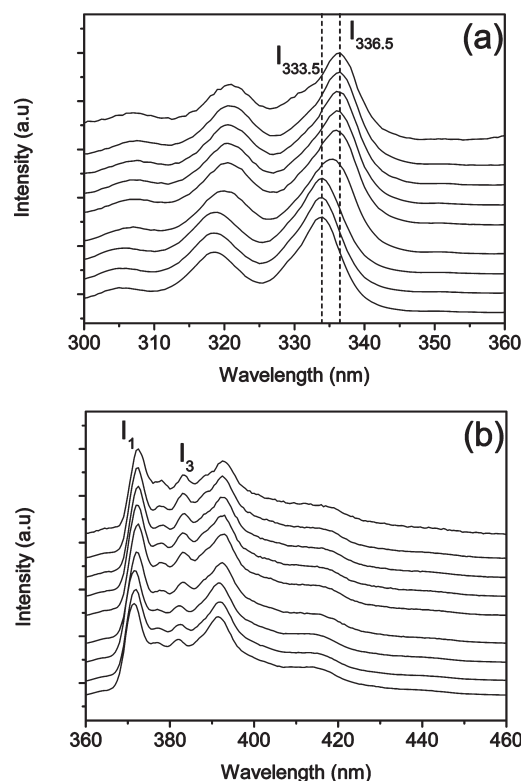 (a)
I336.5
I333.5
Intensity (a.u)
300 310 320 330 340 350 360
Wavelength (nm)
(b)
I1
I3
Intensity (a.u)
360 380 400 420 440 460
Wavelength (nm)